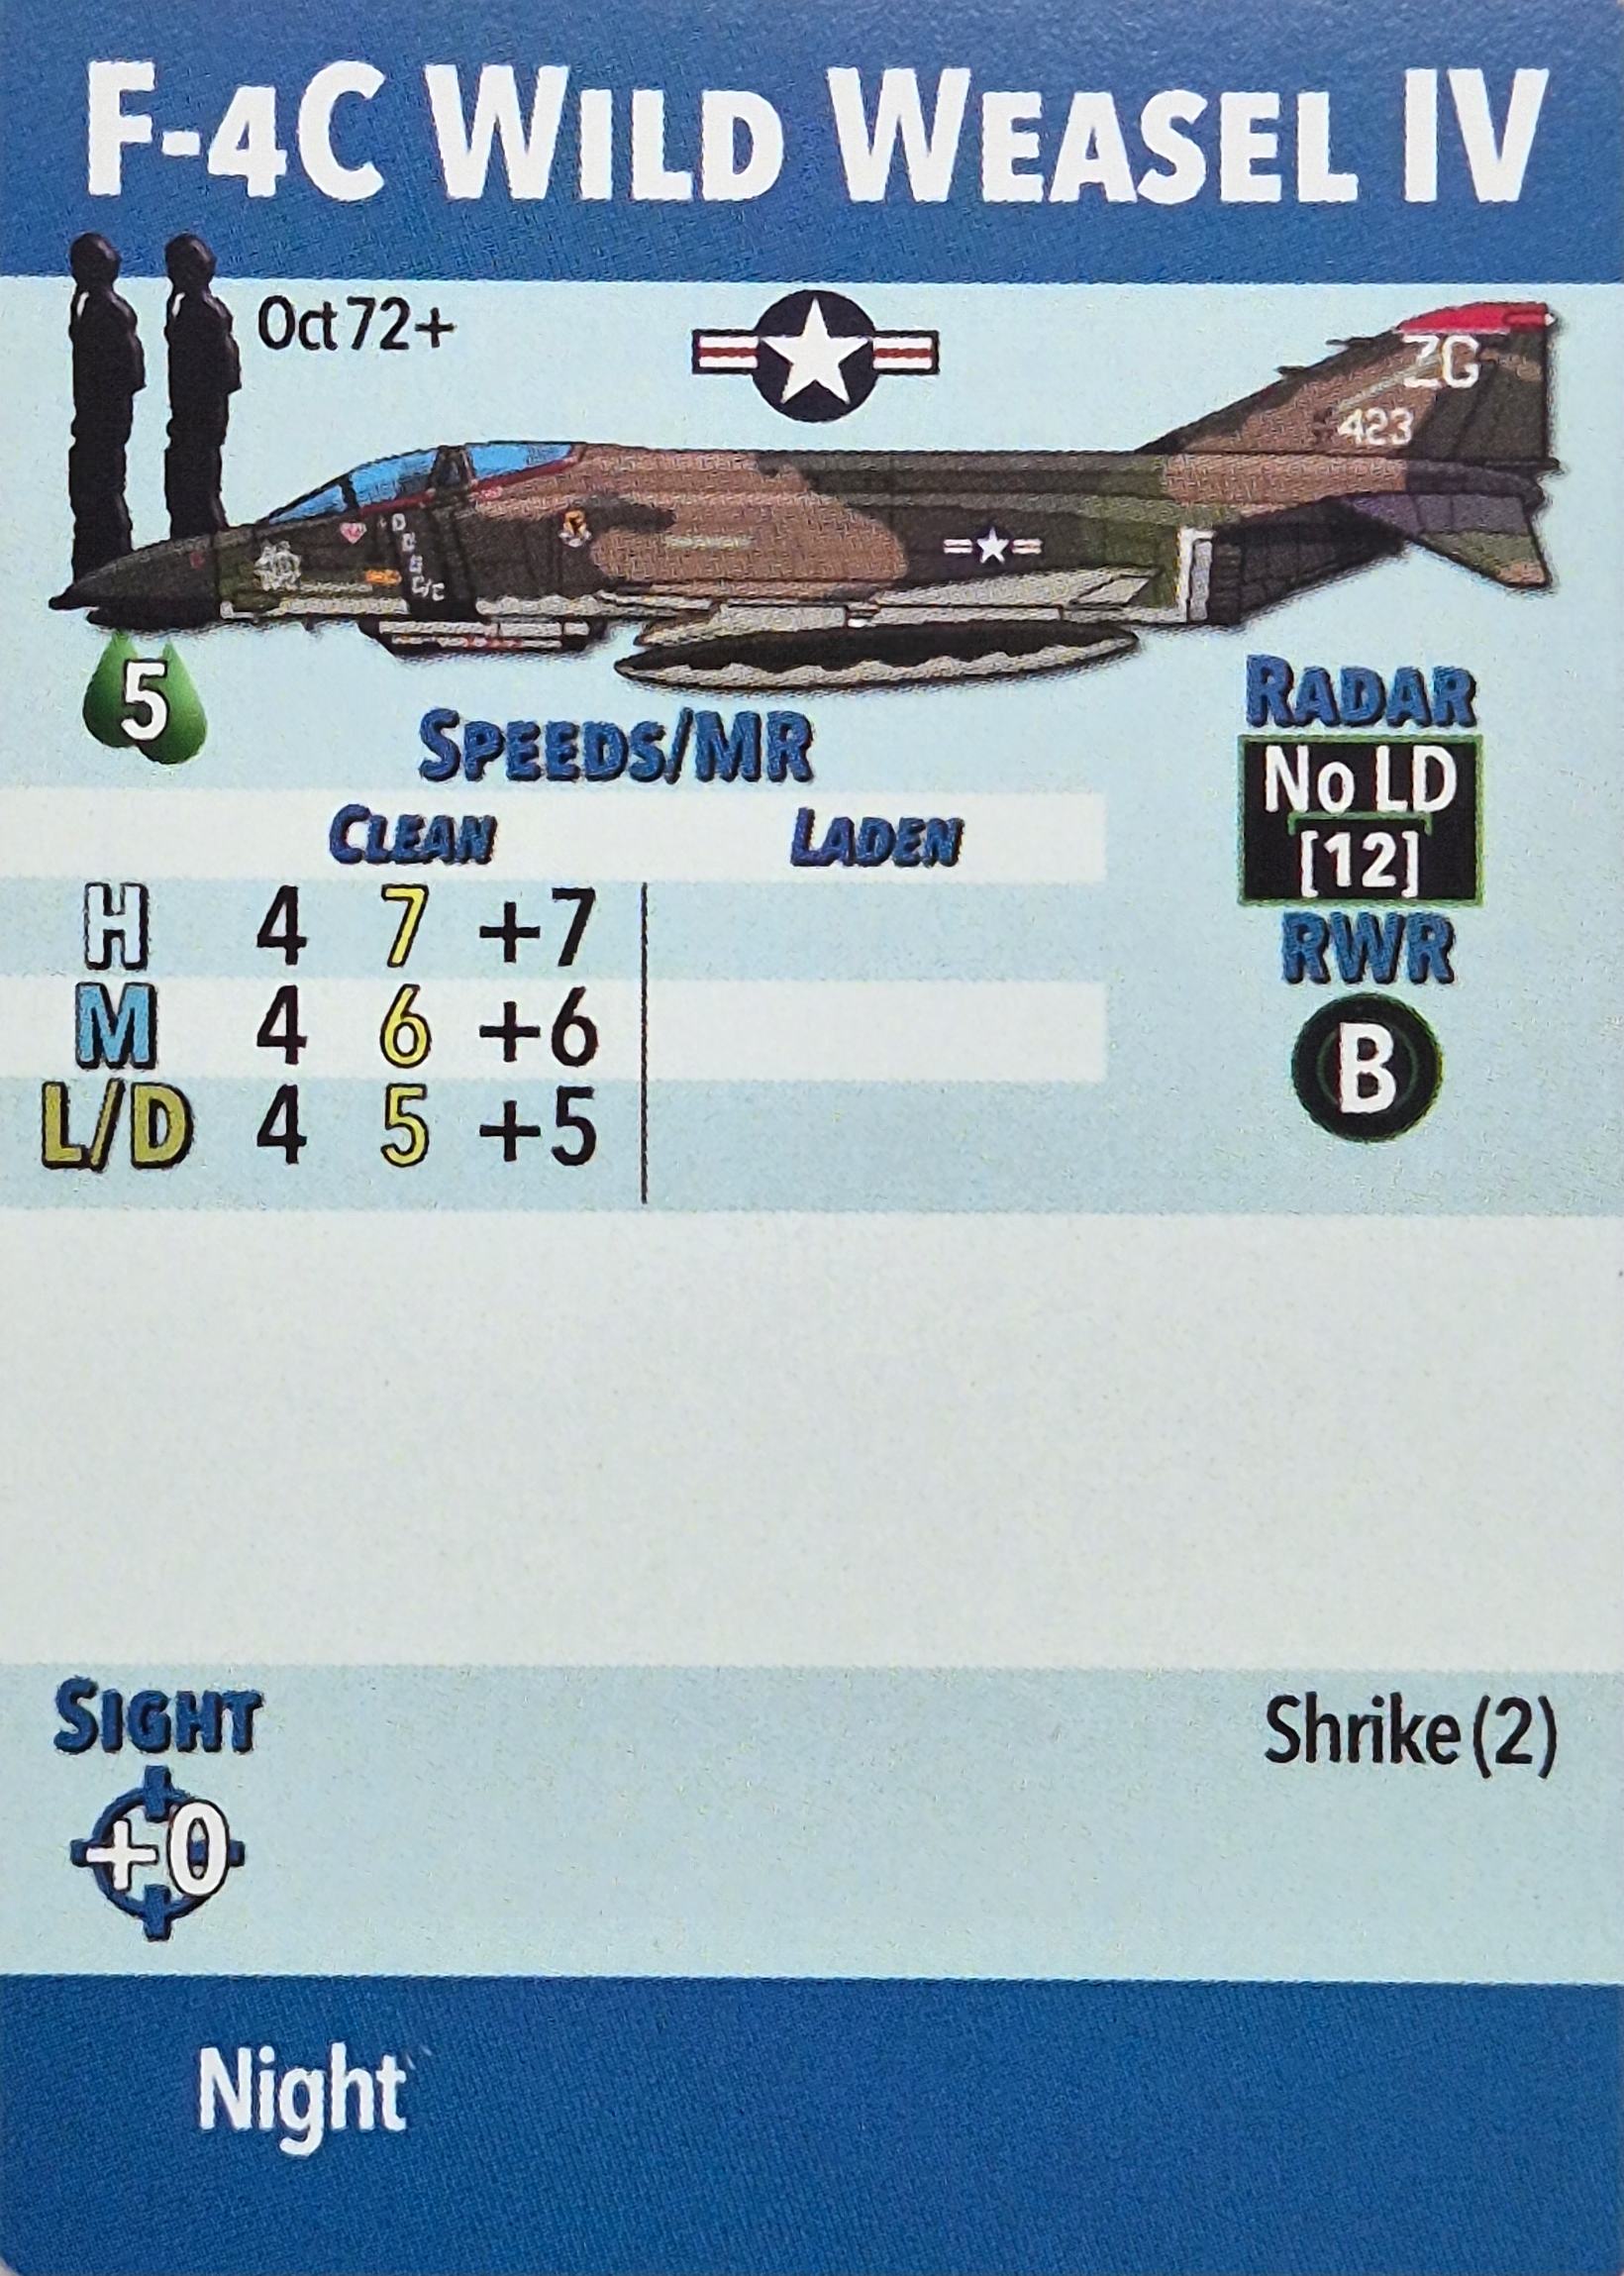 F-4C WILD WEASEL IV
Oct 72+
ZG
423
5
SPEEDS/MR
RADAR
No LD
[12]
CLEAN LADEN
RWR
B
H 4 7 +7
M 4 6 +6
L/D 4 5 +5
SIGHT
+0
Shrike (2)
Night